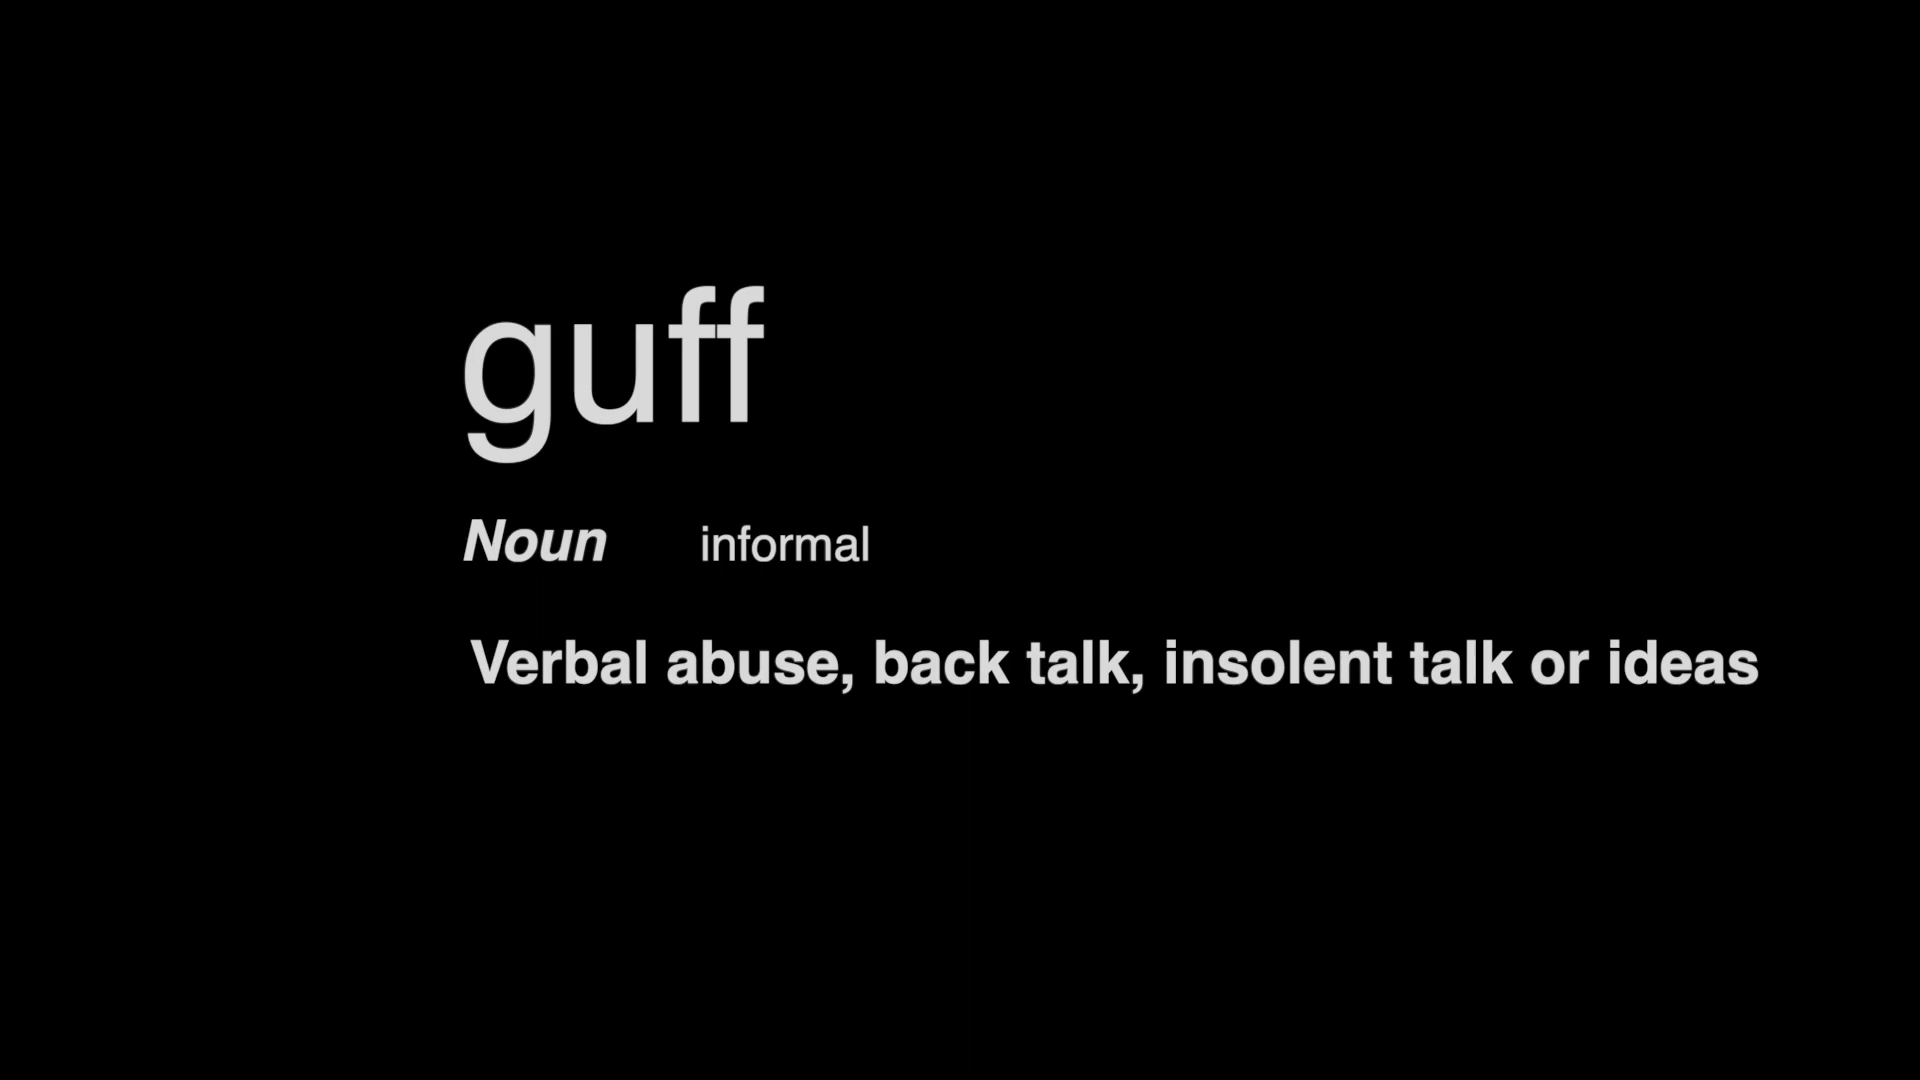 guff
Noun informal
Verbal abuse, back talk, insolent talk or ideas